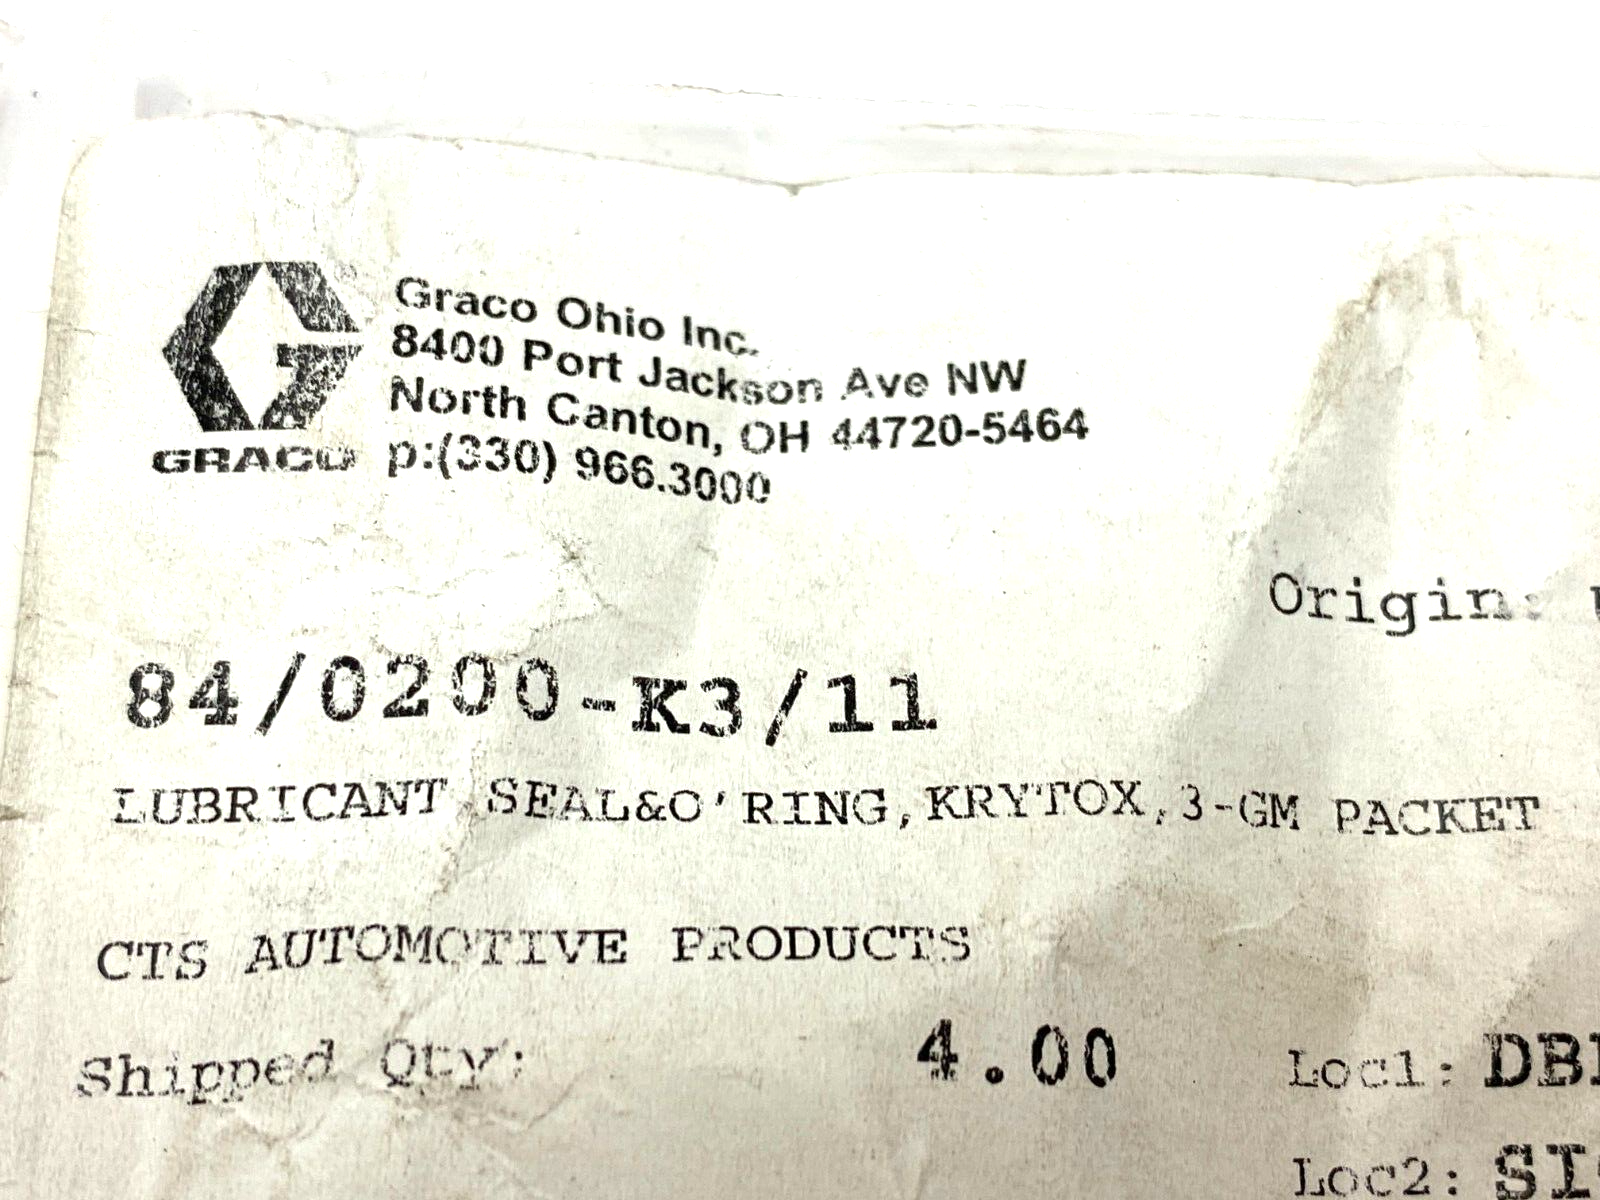 GRACO
Graco Ohio Inc.
8400 Port Jackson Ave NW
North Canton, OH 44720-5464
p:(330) 966.3000
Origin:
84/0200-K3/11
LUBRICANT,SEAL&O'RING,KRYTOX,3-GM PACKET
CTS AUTOMOTIVE PRODUCTS
Shipped Qty: 4.00 Loc1:
Loc2: